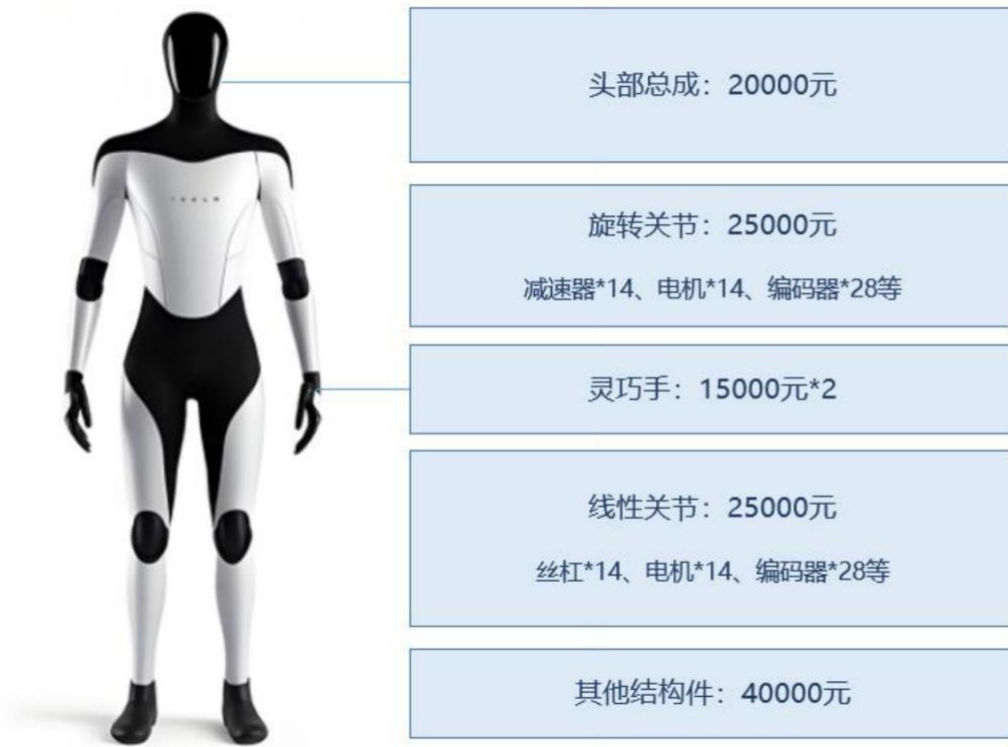 头部总成：20000元
旋转关节：25000元
减速器*14、电机*14、编码器*28等
灵巧手：15000元*2
线性关节：25000元
丝杠*14、电机*14、编码器*28等
其他结构件：40000元